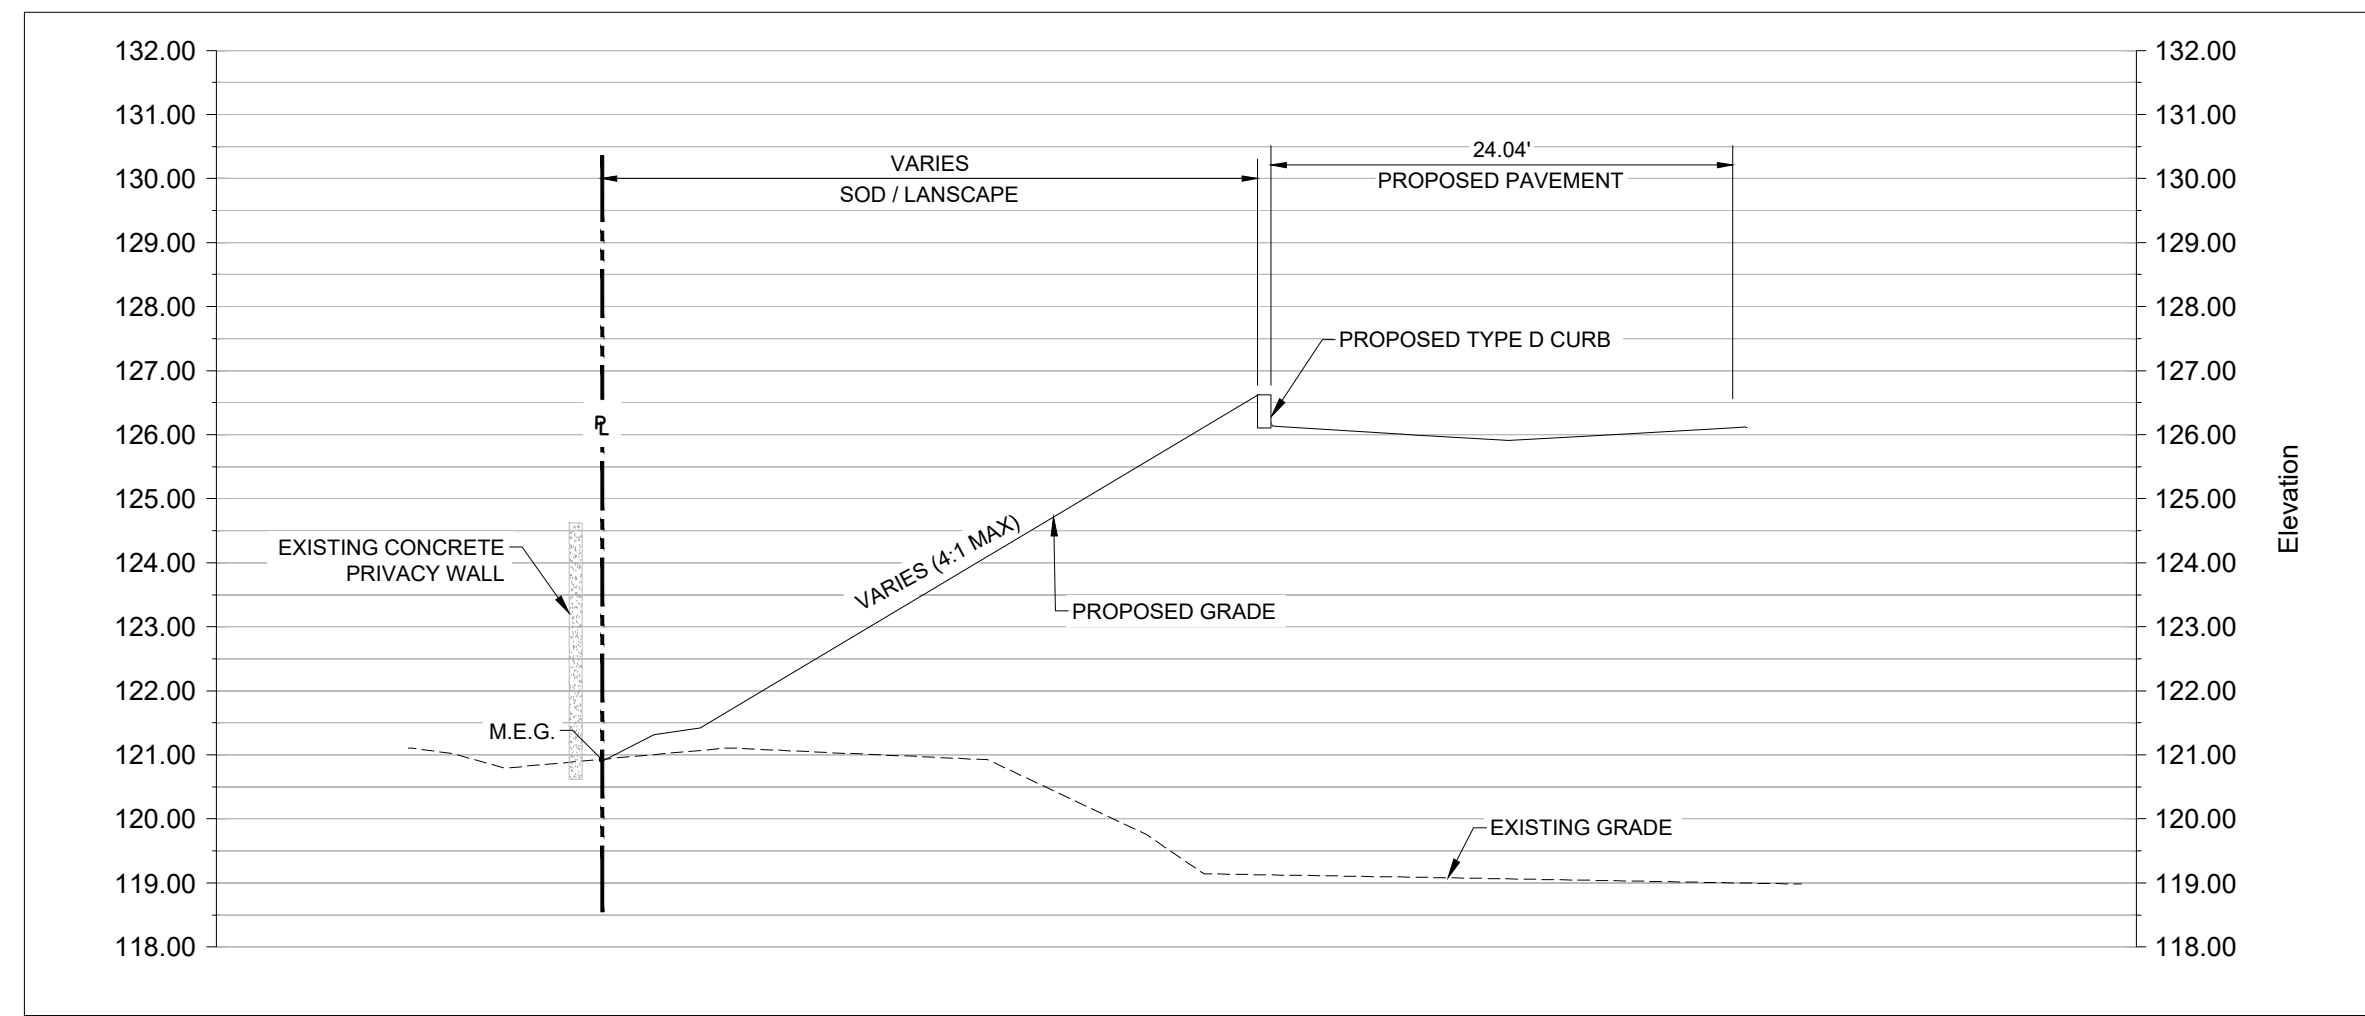 132.00
132.00
131.00
131.00
24.04'
VARIES
130.00
130.00
PROPOSED PAVEMENT
SOD / LANSCAPE
129.00
129.00
128.00
128.00
PROPOSED TYPE D CURB
127.00
127.00
PL
126.00
126.00
125.00
125.00
Elevation
EXISTING CONCRETE
PRIVACY WALL
124.00
124.00
VARIES (4:1 MAX)
PROPOSED GRADE
123.00
123.00
122.00
122.00
M.E.G.
121.00
121.00
120.00
120.00
EXISTING GRADE
119.00
119.00
118.00
118.00